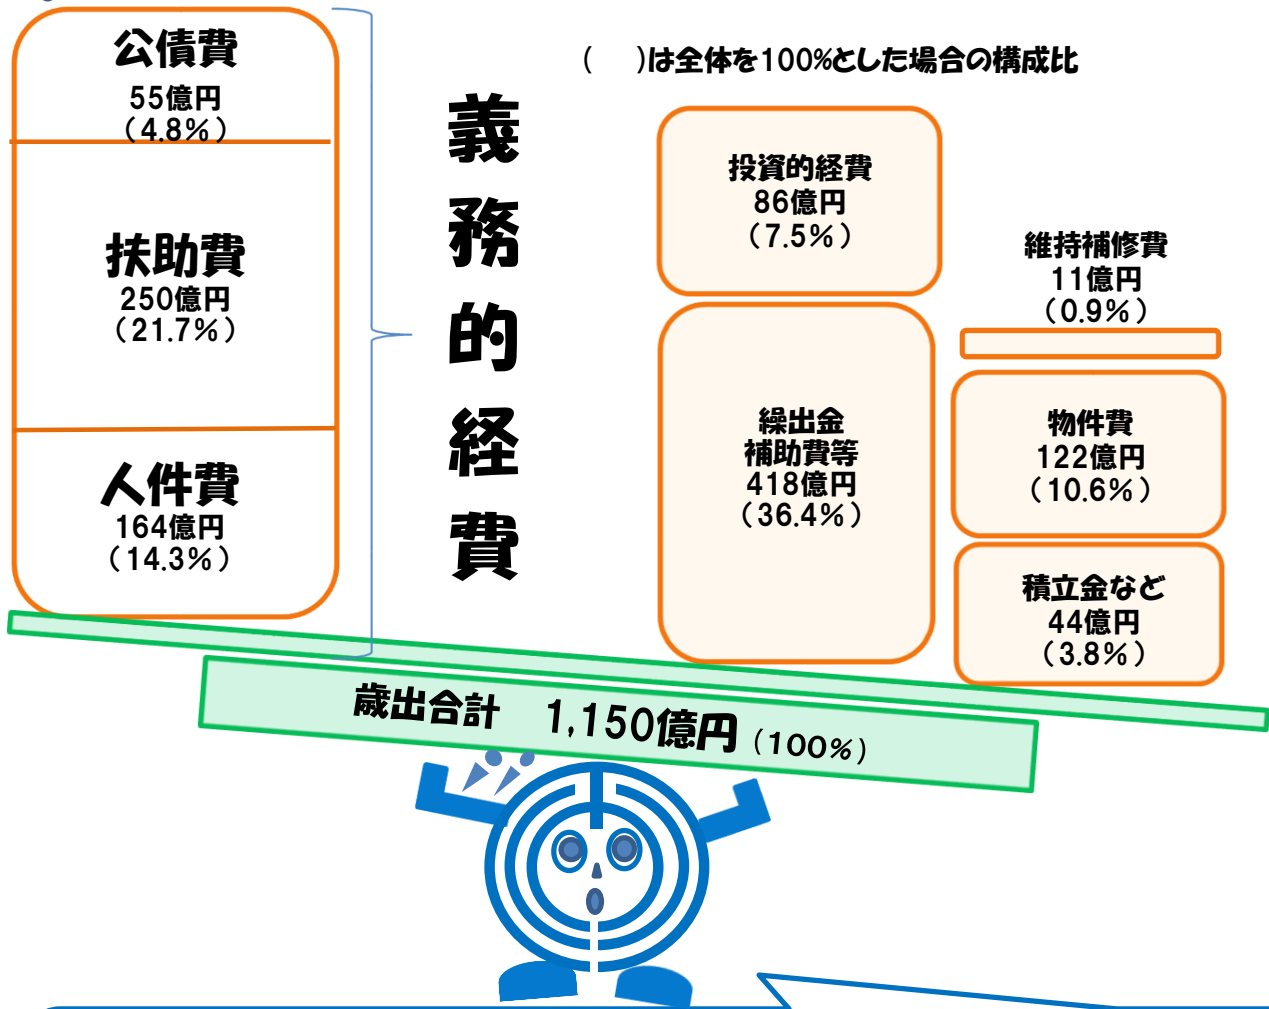 公債費
55億円
(4.8%)
扶助費
250億円
(21.7%)
人件費
164億円
(14.3%)
義務的経費
(　)は全体を100%とした場合の構成比
投資的経費
86億円
(7.5%)
繰出金
補助費等
418億円
(36.4%)
維持補修費
11億円
(0.9%)
物件費
122億円
(10.6%)
積立金など
44億円
(3.8%)
歳出合計　1,150億円(100%)